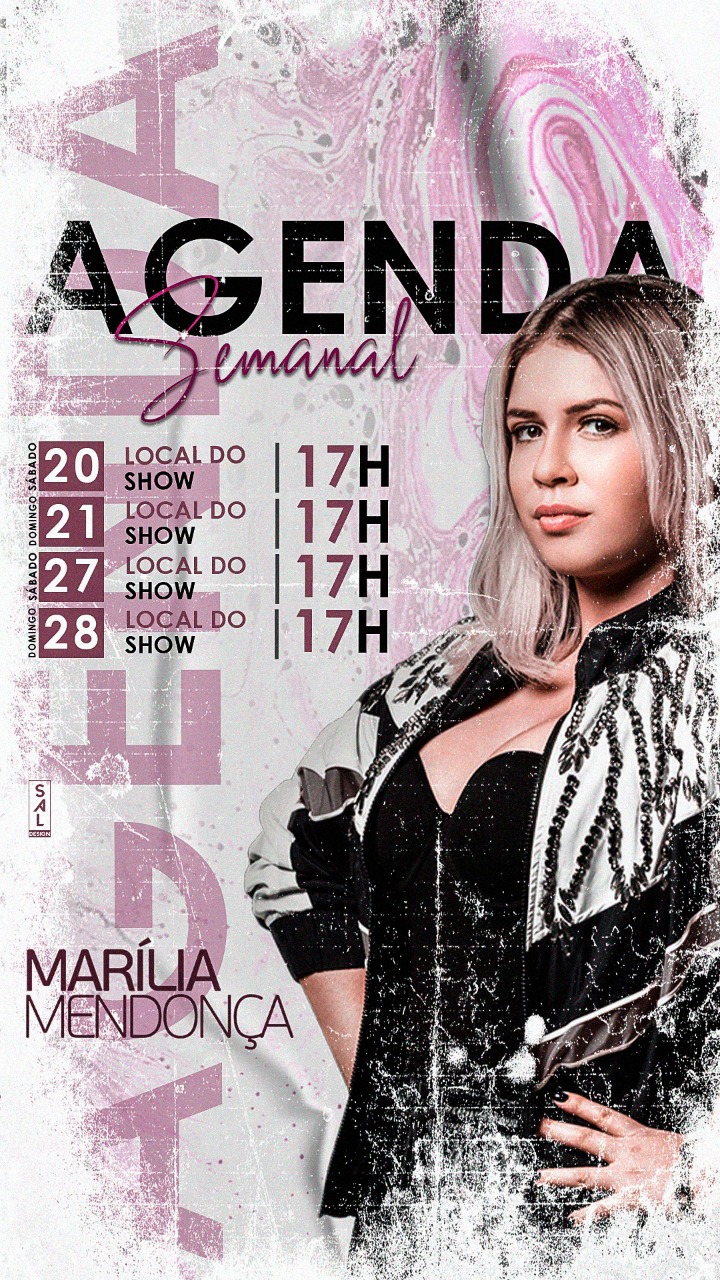 AGENDA
AGENDA
Semanal
SÁBADO
20
LOCAL DO
SHOW
17H
DOMINGO
21
LOCAL DO
SHOW
17H
SÁBADO
27
LOCAL DO
SHOW
17H
DOMINGO
28
LOCAL DO
SHOW
17H
SAL
DESIGN
MARÍLIA
MENDONÇA